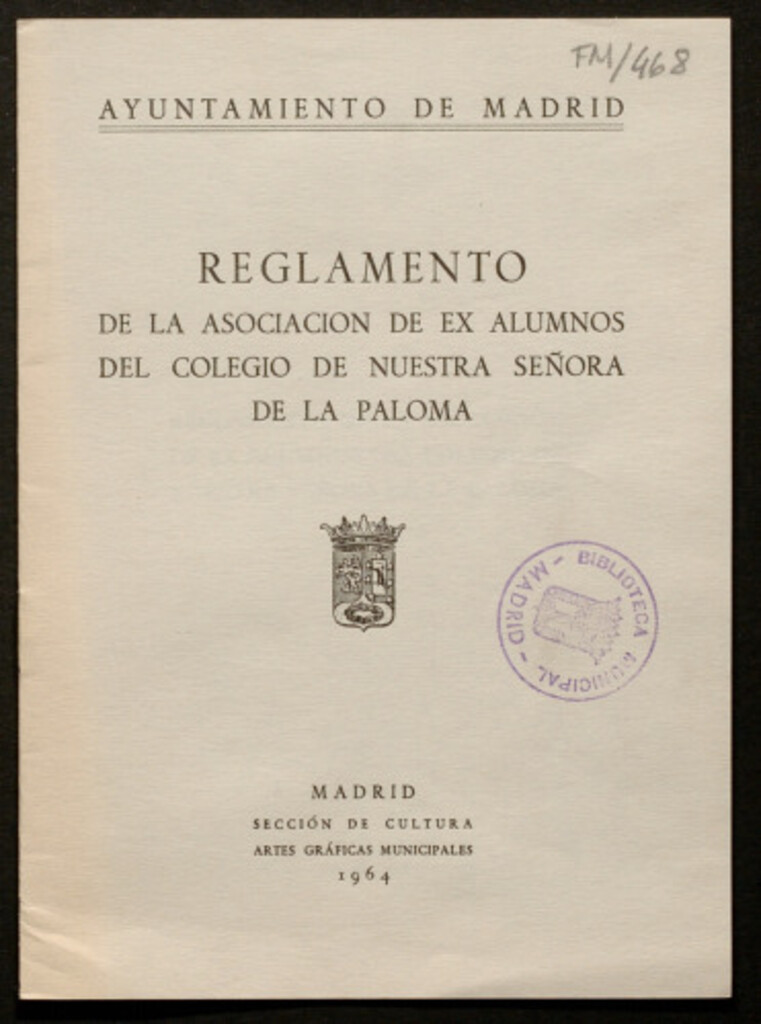 FM/468
AYUNTAMIENTO DE MADRID
REGLAMENTO
DE LA ASOCIACION DE EX ALUMNOS
DEL COLEGIO DE NUESTRA SEÑORA
DE LA PALOMA
BIBLIOTECA MUNICIPAL - MADRID -
MADRID
SECCIÓN DE CULTURA
ARTES GRÁFICAS MUNICIPALES
1964